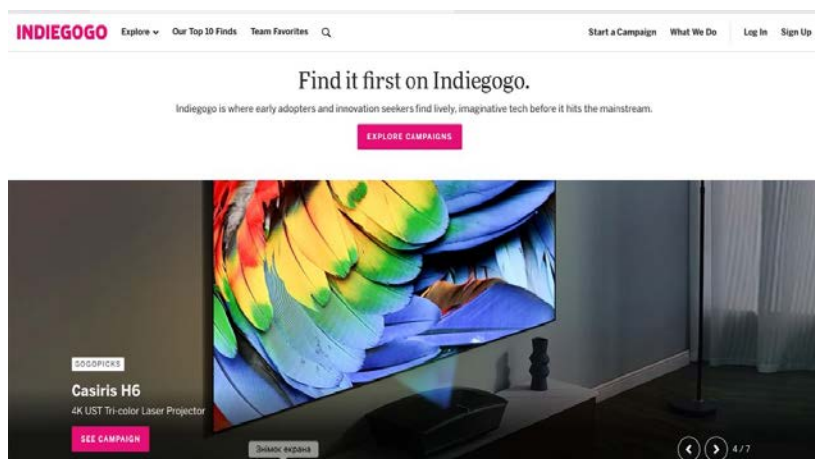 INDIEGOGO Explore Our Top 10 Finds Team Favorites Start a Campaign What We Do Log In Sign Up
Find it first on Indiegogo.
Indiegogo is where early adopters and innovation seekers find lively, imaginative tech before it hits the mainstream.
EXPLORE CAMPAIGNS
GOGOPICKS
Casiris H6
4K UST Tri-color Laser Projector
SEE CAMPAIGN
Знімок екрана
4/7